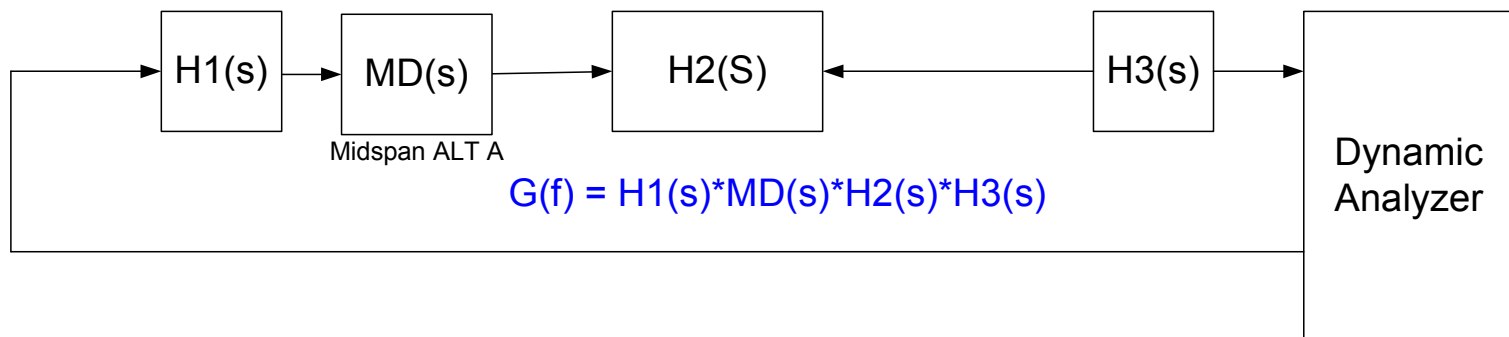 H1(s)
MD(s)
H2(S)
H3(s)
Midspan ALT A
Dynamic
Analyzer
G(f) = H1(s)*MD(s)*H2(s)*H3(s)